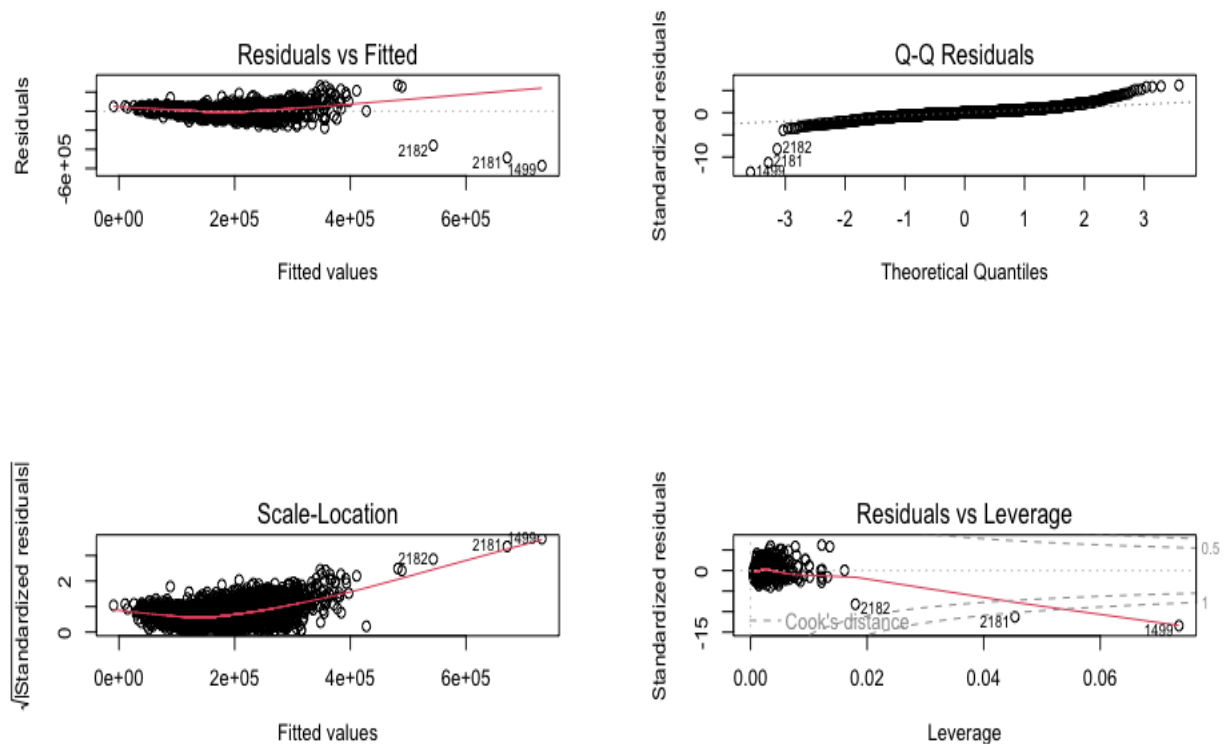 Residuals vs Fitted
Residuals
-6e+05
2182
2181
1499
0e+00 2e+05 4e+05 6e+05
Fitted values
Q-Q Residuals
Standardized residuals
0
-10
2182
2181
1499
-3 -2 -1 0 1 2 3
Theoretical Quantiles
Scale-Location
√|Standardized residuals|
2
0
2182
2181
1499
0e+00 2e+05 4e+05 6e+05
Fitted values
Residuals vs Leverage
Standardized residuals
0
-15
0.5
1
Cook's distance
2182
2181
1499
0.00 0.02 0.04 0.06
Leverage